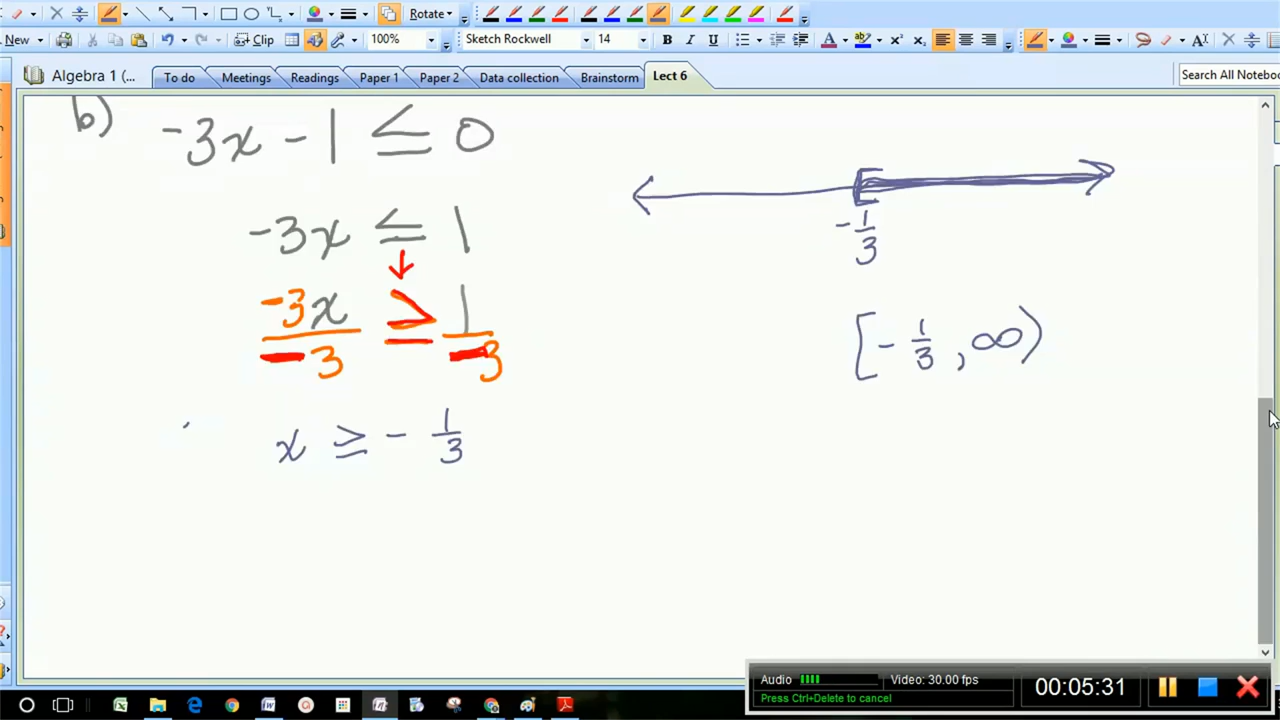 Rotate
New Clip 100% Sketch Rockwell 14 B I U A x² x₂
Algebra 1 (... To do Meetings Readings Paper 1 Paper 2 Data collection Brainstorm Lect 6 Search All Notebo
b) -3x - 1 ≤ 0
-3x ≤ 1
-3x/-3 ≥ 1/-3
x ≥ - 1/3
- 1/3
[- 1/3, ∞)
Audio Video: 30.00 fps 00:05:31
Press Ctrl+Delete to cancel